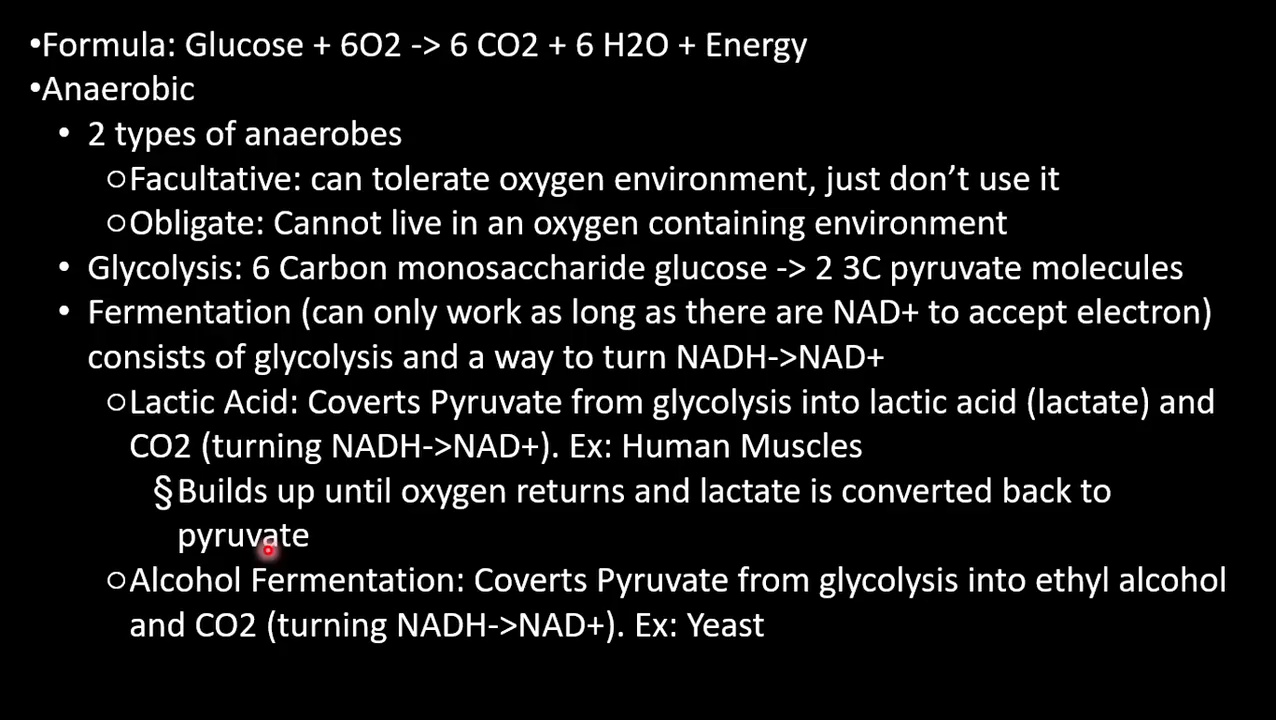 •Formula: Glucose + 6O2 -> 6 CO2 + 6 H2O + Energy
•Anaerobic
• 2 types of anaerobes
○Facultative: can tolerate oxygen environment, just don’t use it
○Obligate: Cannot live in an oxygen containing environment
• Glycolysis: 6 Carbon monosaccharide glucose -> 2 3C pyruvate molecules
• Fermentation (can only work as long as there are NAD+ to accept electron)
consists of glycolysis and a way to turn NADH->NAD+
○Lactic Acid: Coverts Pyruvate from glycolysis into lactic acid (lactate) and
CO2 (turning NADH->NAD+). Ex: Human Muscles
§Builds up until oxygen returns and lactate is converted back to
pyruvate
○Alcohol Fermentation: Coverts Pyruvate from glycolysis into ethyl alcohol
and CO2 (turning NADH->NAD+). Ex: Yeast